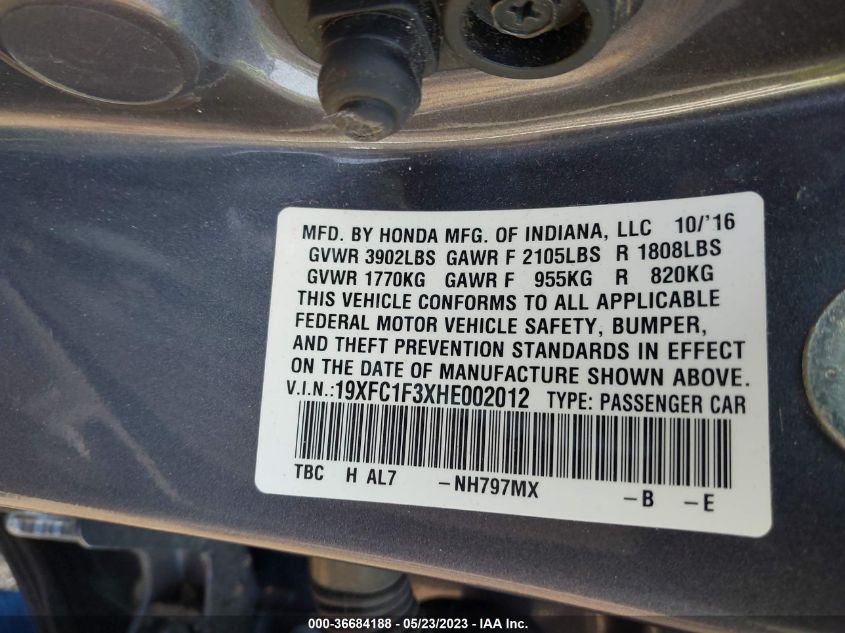 MFD. BY HONDA MFG. OF INDIANA, LLC 10/'16
GVWR 3902LBS GAWR F 2105LBS R 1808LBS
GVWR 1770KG GAWR F 955KG R 820KG
THIS VEHICLE CONFORMS TO ALL APPLICABLE
FEDERAL MOTOR VEHICLE SAFETY, BUMPER,
AND THEFT PREVENTION STANDARDS IN EFFECT
ON THE DATE OF MANUFACTURE SHOWN ABOVE.
V.I.N.:19XFC1F3XHE002012 TYPE: PASSENGER CAR
TBC H AL7 -NH797MX -B -E
000-36684188 - 05/23/2023 - IAA Inc.